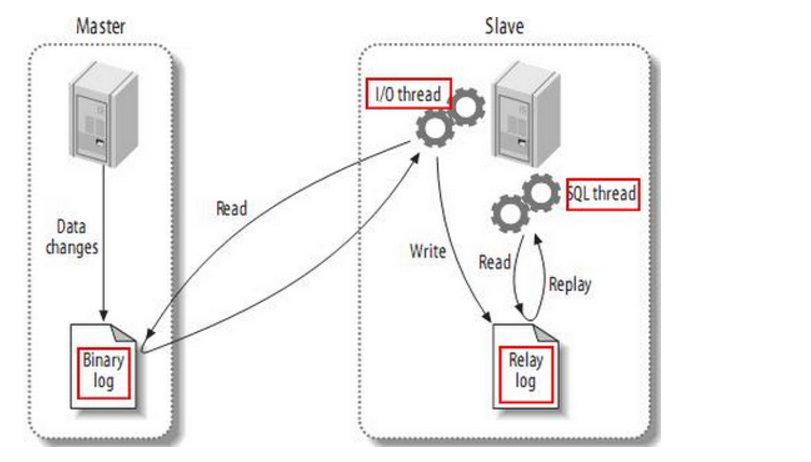 Master
Slave
I/O thread
SQL thread
Read
Data
changes
Write
Read
Replay
Binary
log
Relay
log